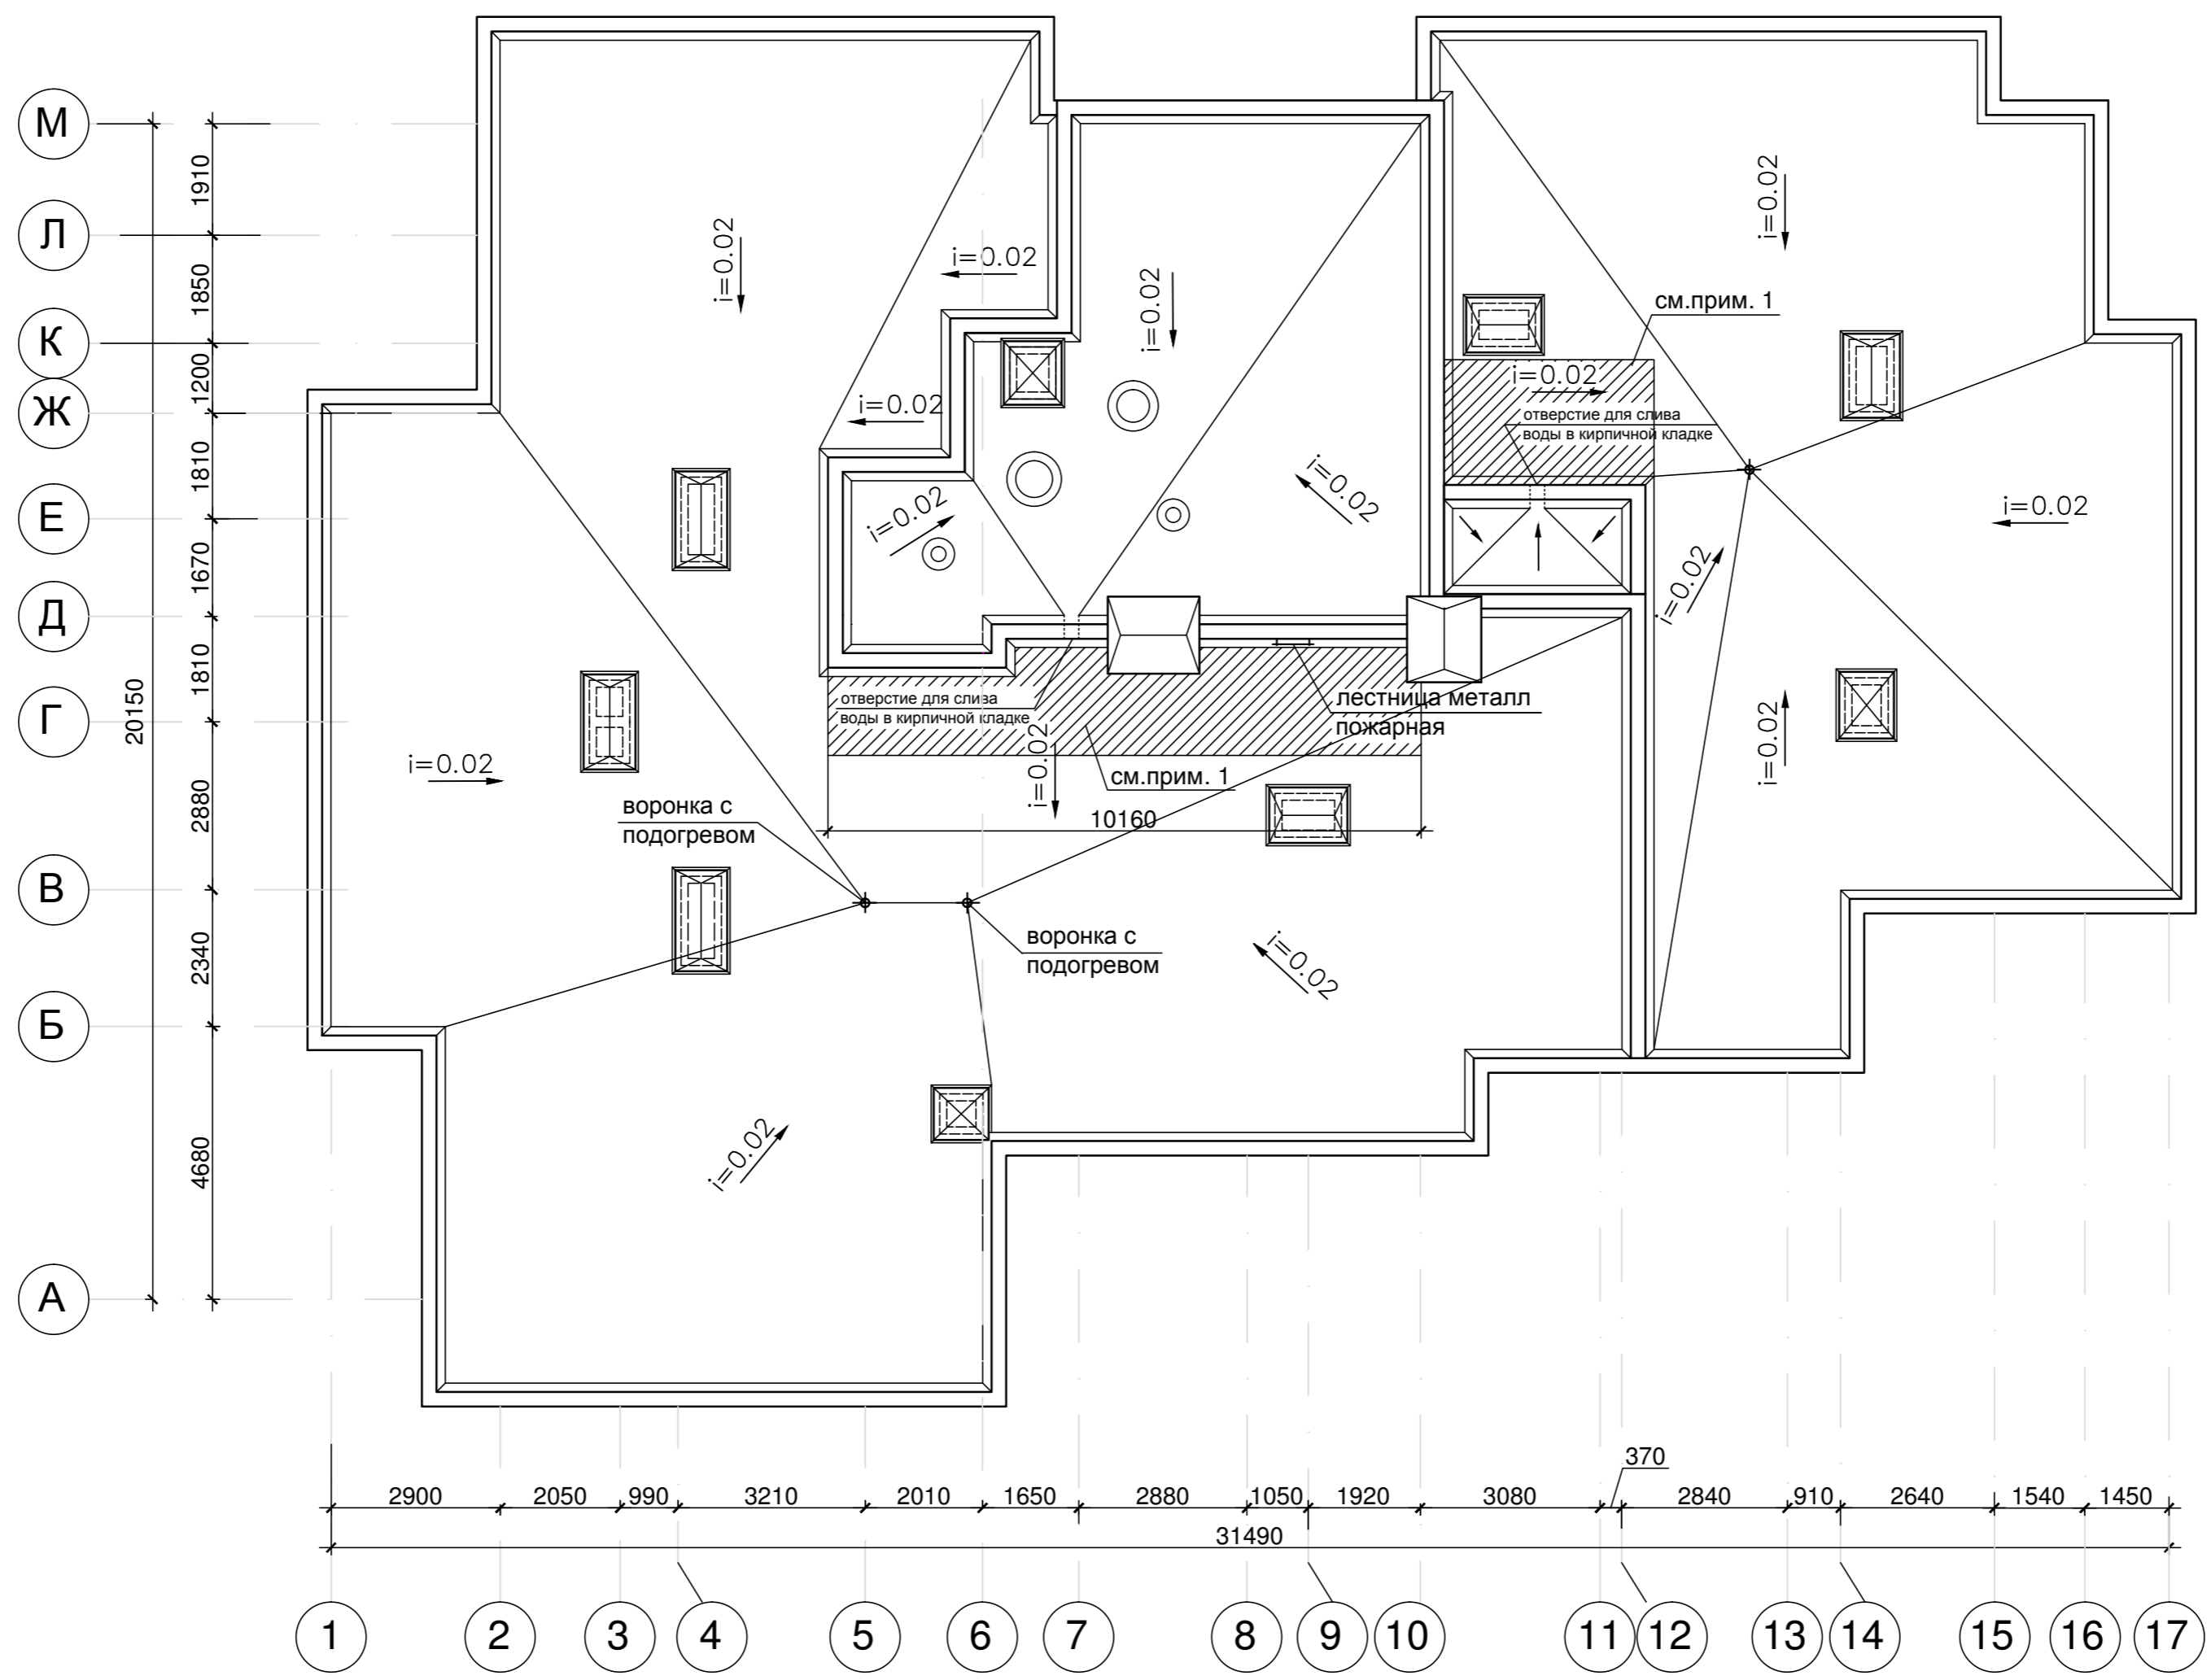 М
Л
К
Ж
Е
Д
Г
В
Б
А
20150
1910
1850
1200
1810
1670
1810
2880
2340
4680
i=0.02
i=0.02
i=0.02
i=0.02
i=0.02
i=0.02
i=0.02
i=0.02
см.прим. 1
i=0.02
отверстие для слива
воды в кирпичной кладке
i=0.02
i=0.02
i=0.02
отверстие для слива
воды в кирпичной кладке
лестница металл
пожарная
i=0.02
см.прим. 1
10160
i=0.02
воронка с
подогревом
воронка с
подогревом
i=0.02
i=0.02
370
2900
2050
990
3210
2010
1650
2880
1050
1920
3080
2840
910
2640
1540
1450
31490
1
2
3
4
5
6
7
8
9
10
11
12
13
14
15
16
17